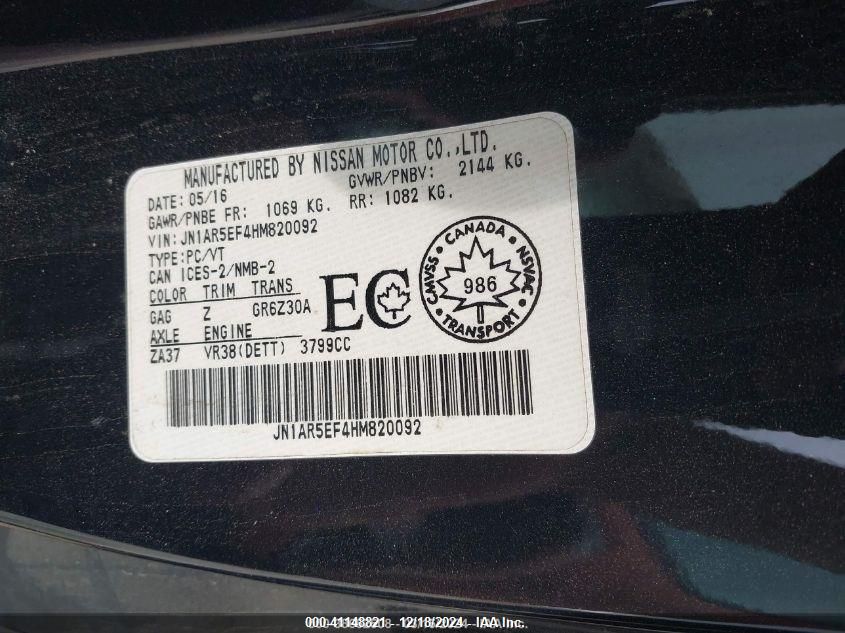 MANUFACTURED BY NISSAN MOTOR CO.,LTD.
DATE: 05/16 GVWR/PNBV: 2144 KG.
GAWR/PNBE FR: 1069 KG. RR: 1082 KG.
VIN: JN1AR5EF4HM820092
TYPE: PC/VT
CAN ICES-2/NMB-2
COLOR TRIM TRANS
GAG Z GR6Z30A
AXLE ENGINE
ZA37 VR38(DETT) 3799CC
EC
CANADA
CMVSS
NSVAC
986
TRANSPORT
JN1AR5EF4HM820092
000-41148821 - 12/18/2024 - IAA Inc.